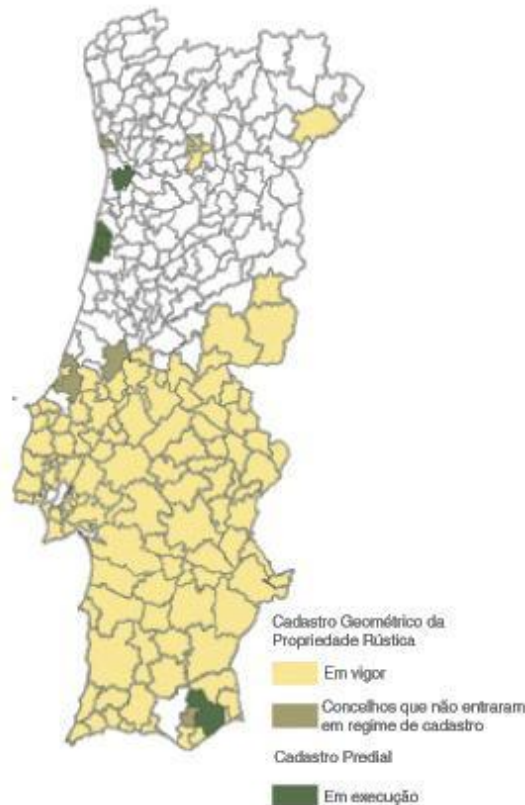 Cadastro Geométrico da
Propriedade Rústica
Em vigor
Concelhos que não entraram
em regime de cadastro
Cadastro Predial
Em execução